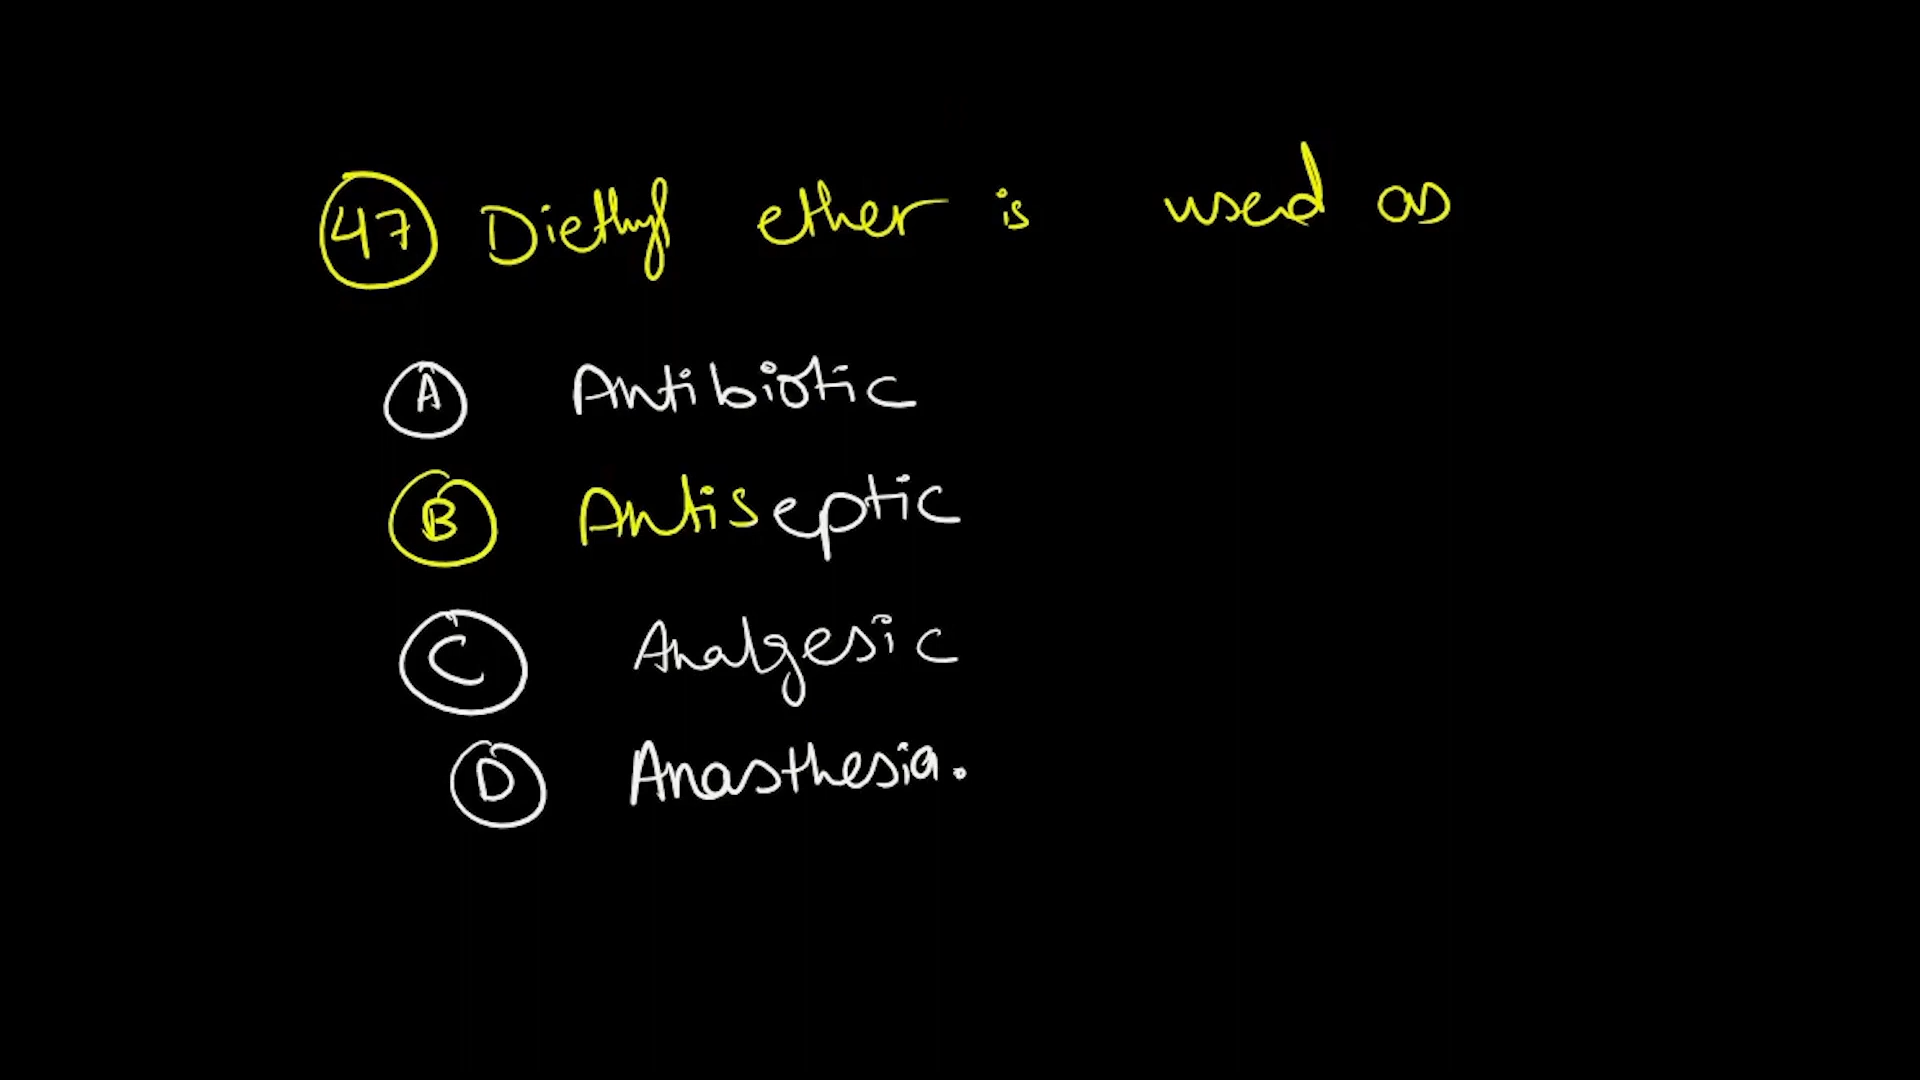 47 Diethyl ether is used as
A Antibiotic
B Antiseptic
C Analgesic
D Anasthesia.